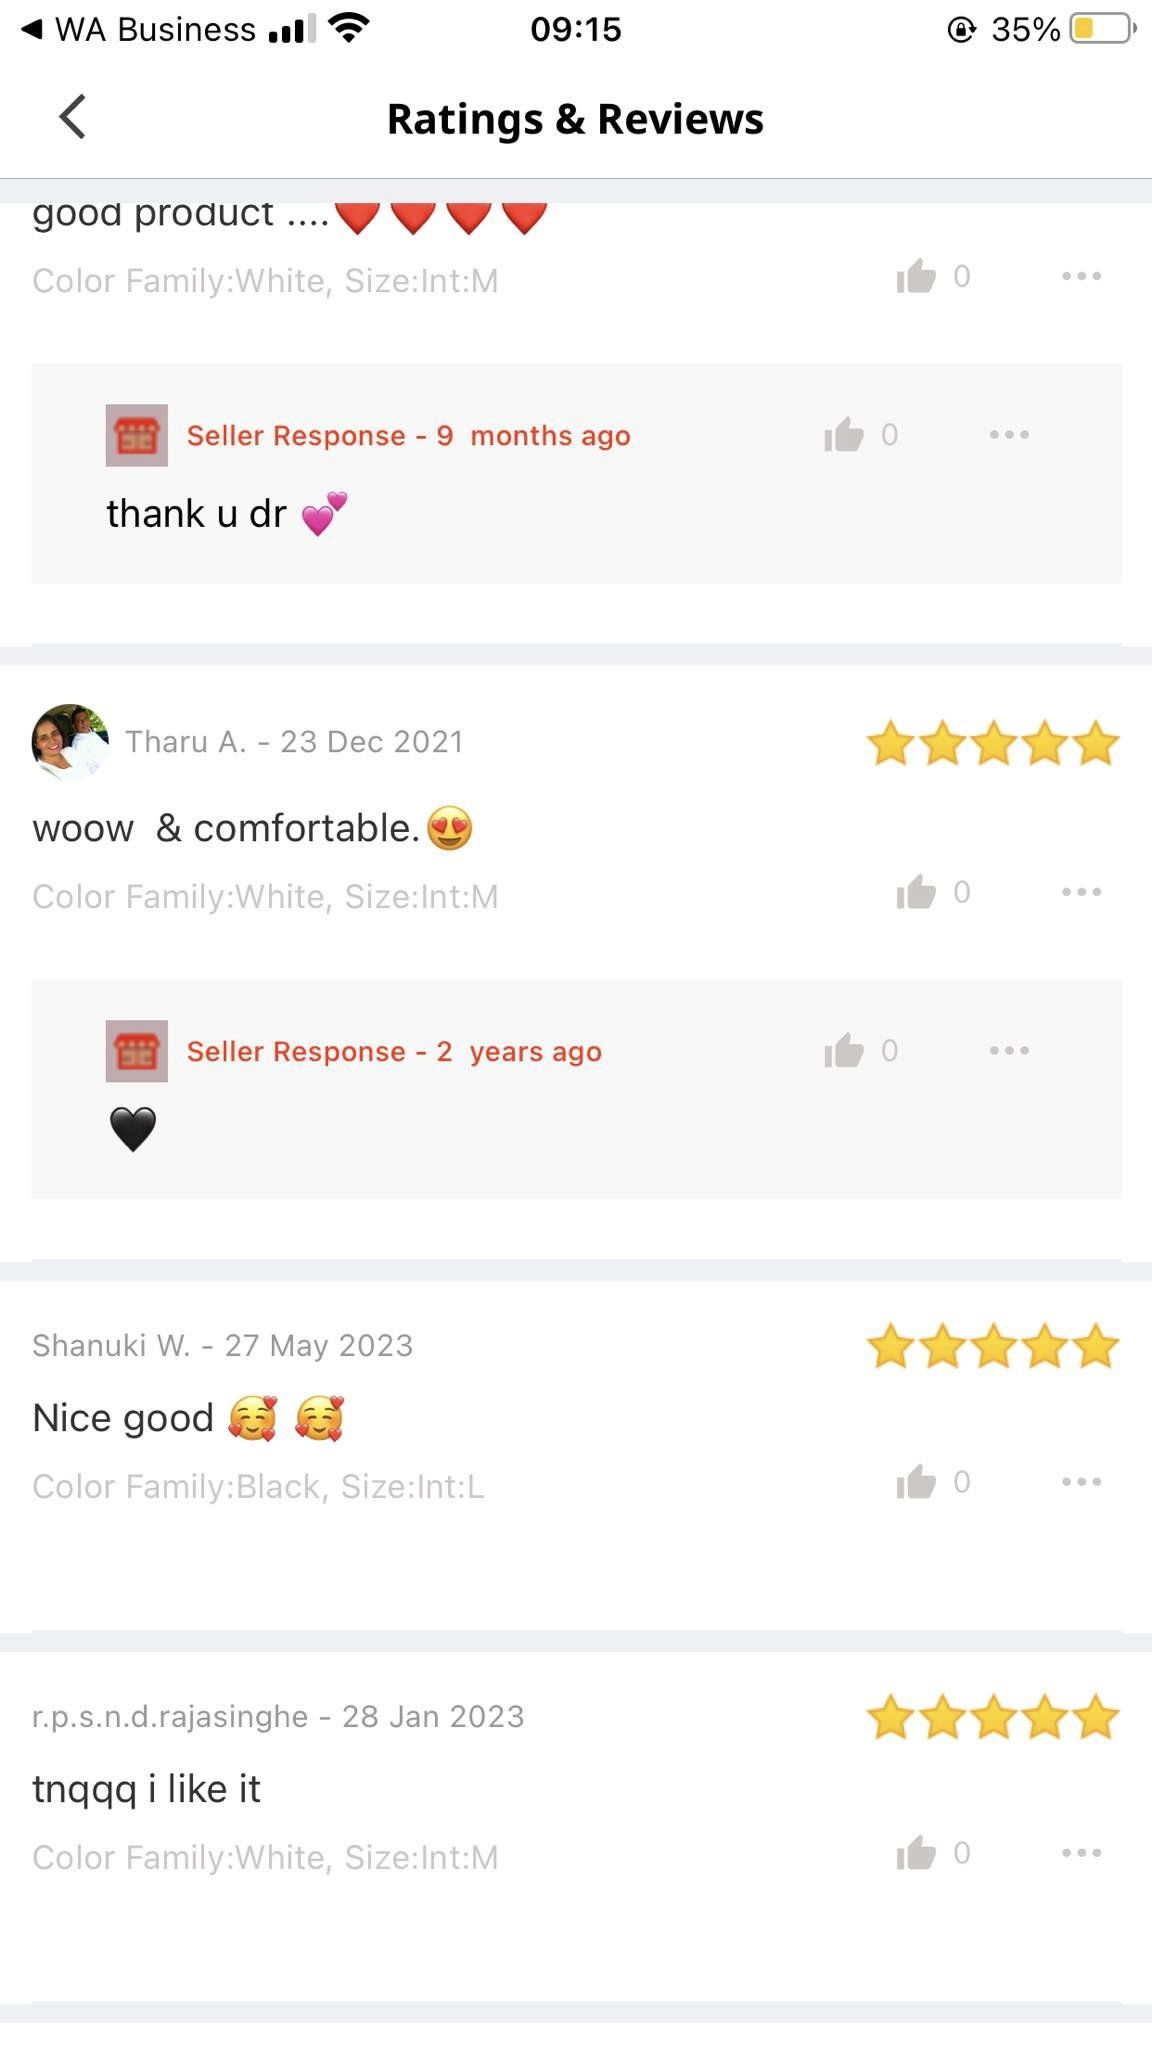 WA Business 09:15 35%
Ratings & Reviews
good product ....❤️❤️❤️❤️
Color Family:White, Size:Int:M 0 •••
Seller Response - 9  months ago 0 •••
thank u dr 💕
Tharu A. - 23 Dec 2021
woow  & comfortable.😍
Color Family:White, Size:Int:M 0 •••
Seller Response - 2  years ago 0 •••
🖤
Shanuki W. - 27 May 2023
Nice good 🥰 🥰
Color Family:Black, Size:Int:L 0 •••
r.p.s.n.d.rajasinghe - 28 Jan 2023
tnqqq i like it
Color Family:White, Size:Int:M 0 •••